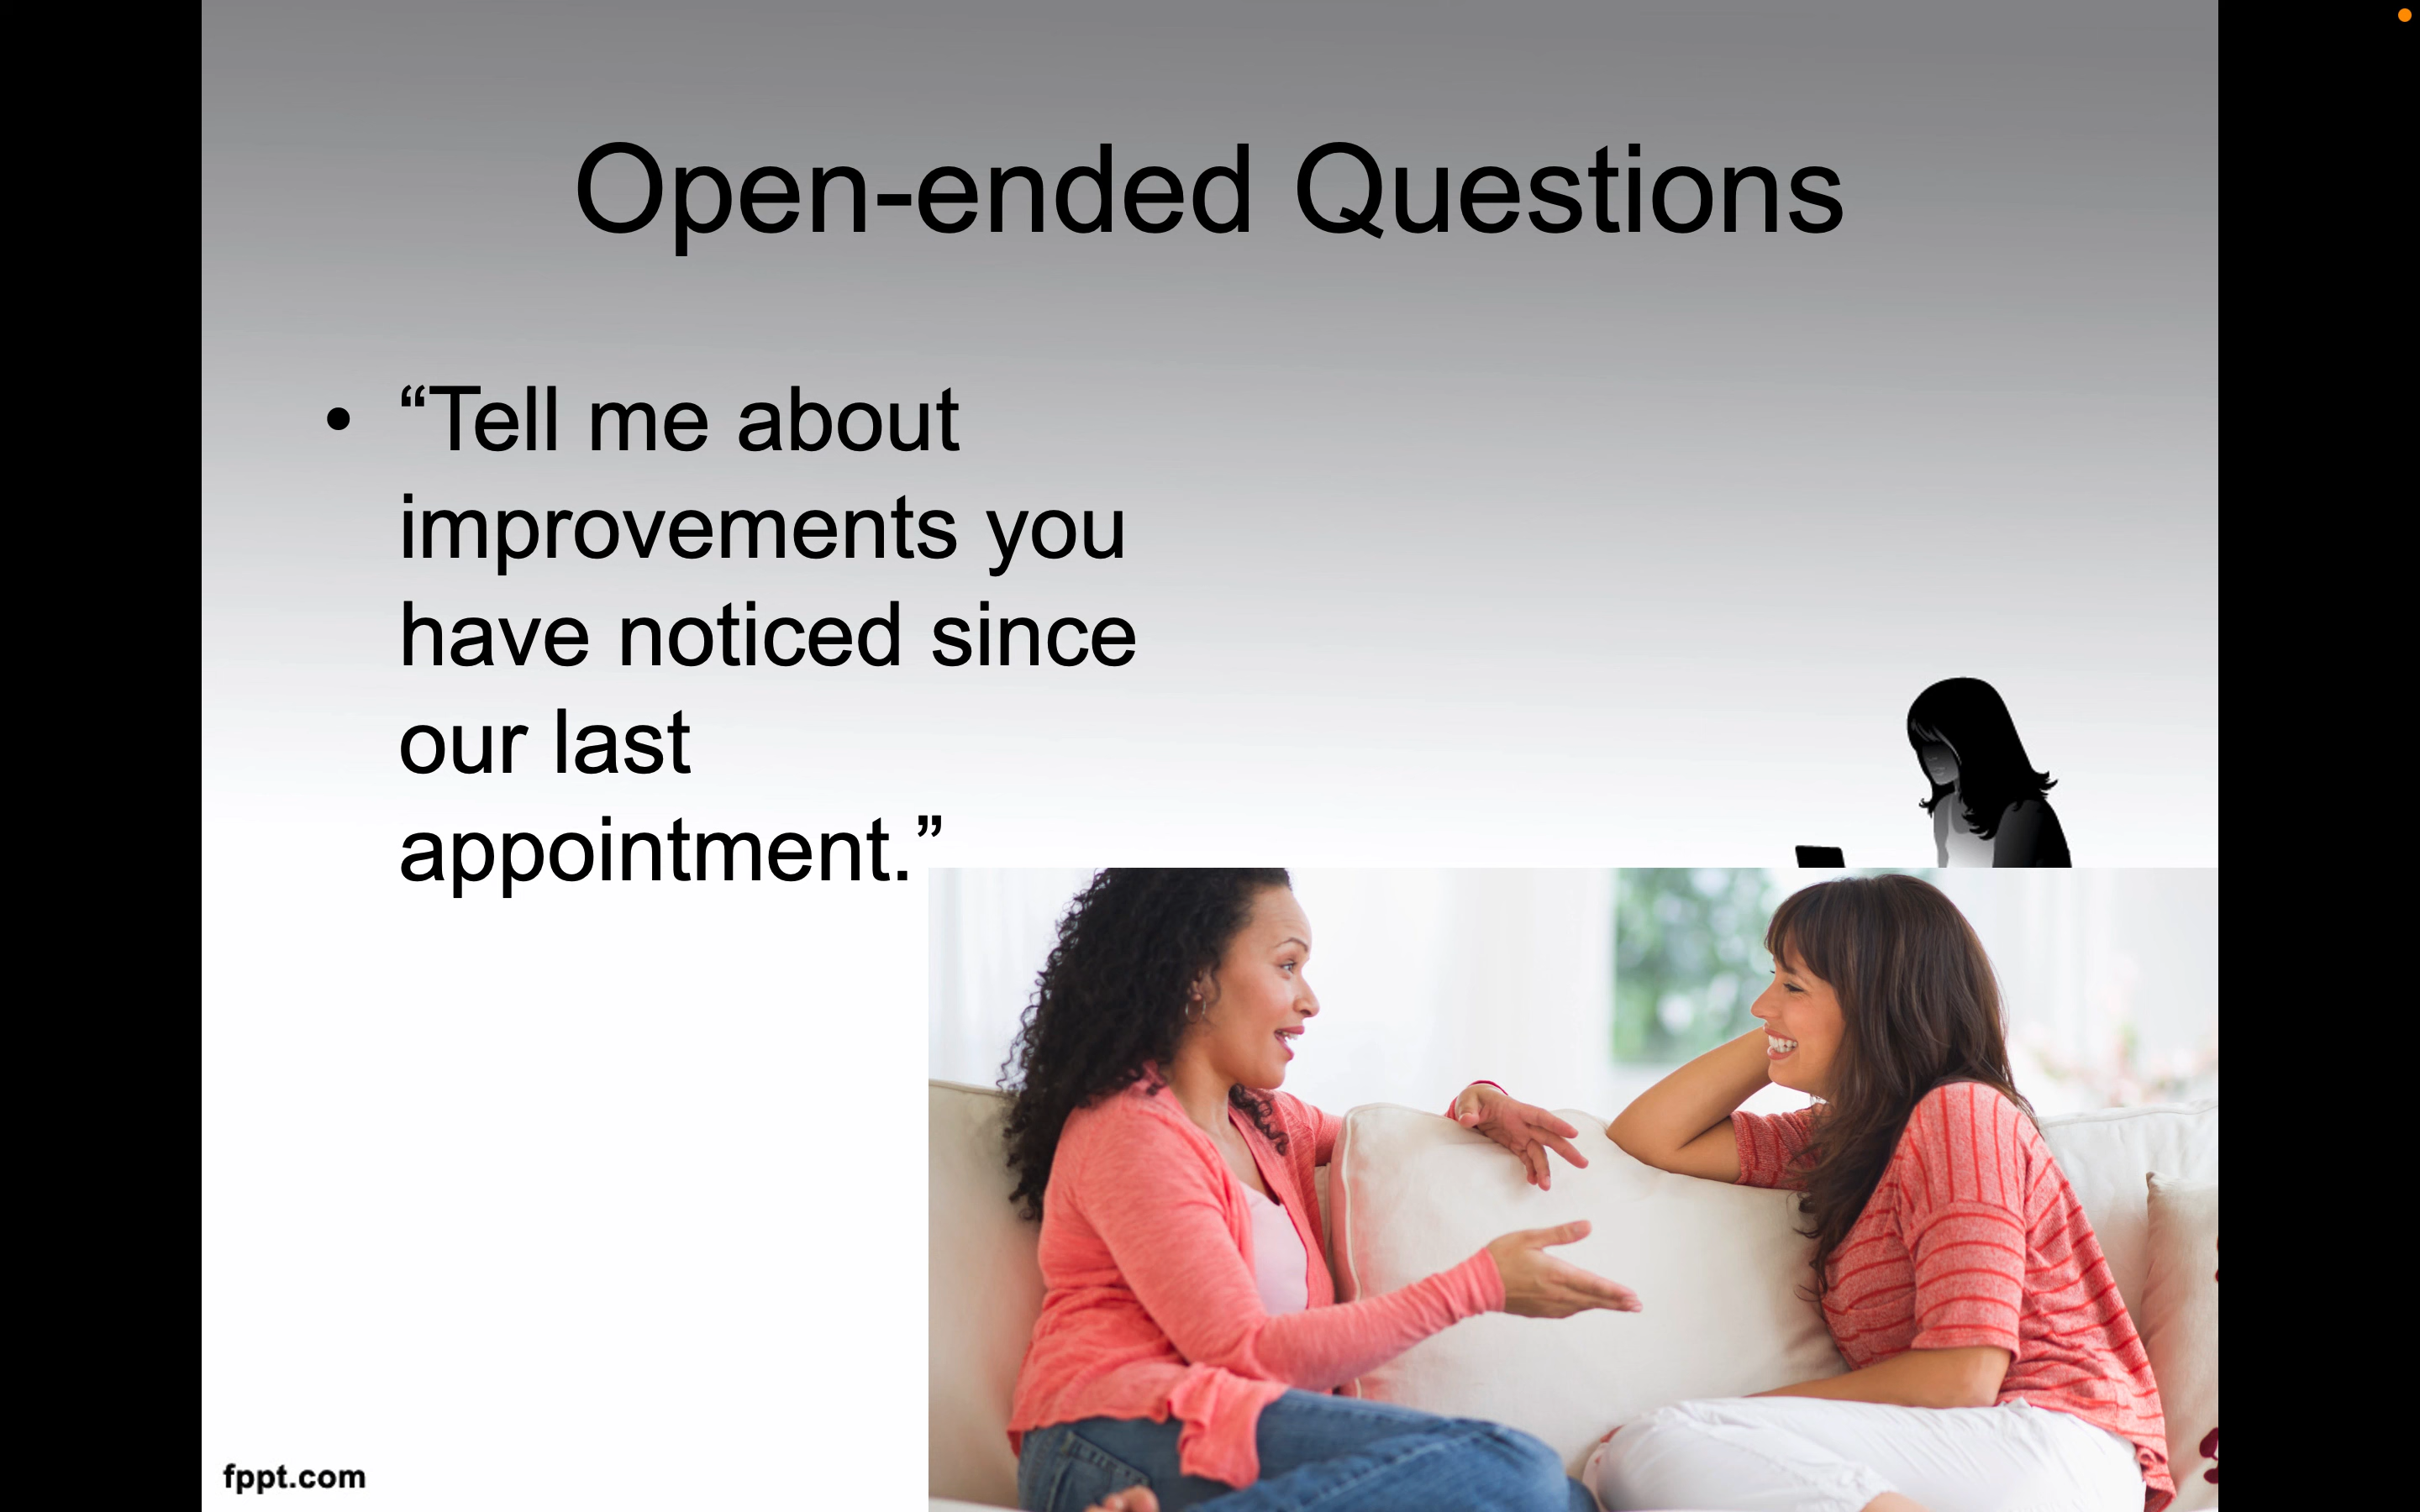 Open-ended Questions
• “Tell me about
improvements you
have noticed since
our last
appointment.”
fppt.com